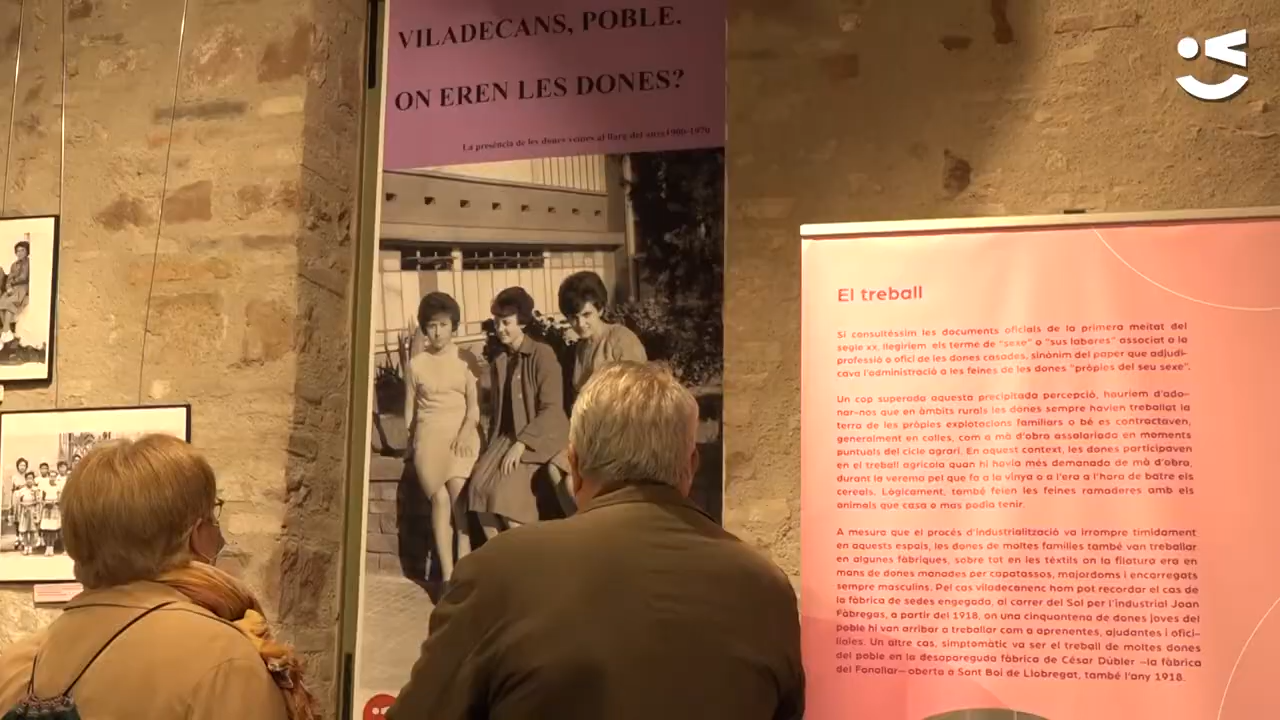 VILADECANS, POBLE.
ON EREN LES DONES?
La presència de les dones veïnes al llarg del anys 1900-1970
El treball
Si consultéssim les documents oficials de la primera meitat del
segle xx, llegiríem els terme de "sexe" o "sus labores" associat a la
professió o ofici de les dones casades, sinònim del paper que adjudi-
cava l'administració a les feines de les dones "pròpies del seu sexe".
Un cop superada aquesta precipitada percepció, hauríem d'ado-
nar-nos que en àmbits rurals les dones sempre havien treballat la
terra de les pròpies explotacions familiars o bé es contractaven,
generalment en colles, com a mà d'obra assalariada en moments
puntuals del cicle agrari. En aquest context, les dones participaven
en el treball agrícola quan hi havia més demanada de mà d'obra,
durant la verema pel que fa a la vinya o a l'era a l'hora de batre els
cereals. Lògicament, també feien les feines ramaderes amb els
animals que casa o mas podia tenir.
A mesura que el procés d'industrialització va irrompre tímidament
en aquests espais, les dones de moltes famílies també van treballar
en algunes fàbriques, sobre tot en les tèxtils on la filatura era en
mans de dones manades per capatassos, majordoms i encarregats
sempre masculins. Pel cas viladecanenc hom pot recordar el cas de
la fàbrica de sedes engegada, al carrer del Sol per l'industrial Joan
Fàbregas, a partir del 1918, on una cinquantena de dones joves del
poble hi van arribar a treballar com a aprenentes, ajudantes i ofici-
liales. Un altre cas, simptomàtic va ser el treball de moltes dones
del poble en la desapareguda fàbrica de César Dübler —la fàbrica
del Fonollar— oberta a Sant Boi de Llobregat, també l'any 1918.